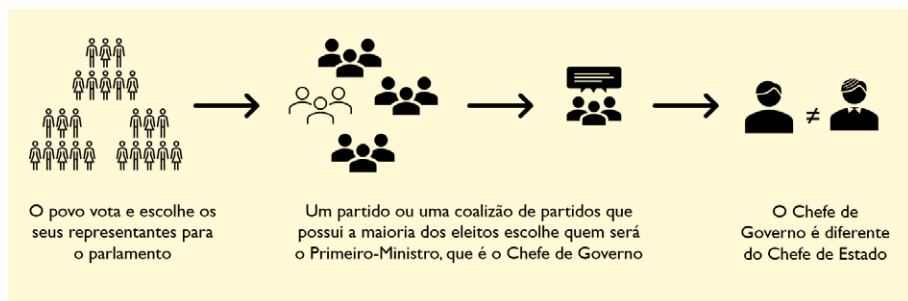 ≠
O povo vota e escolhe os
seus representantes para
o parlamento
Um partido ou uma coalizão de partidos que
possui a maioria dos eleitos escolhe quem será
o Primeiro-Ministro, que é o Chefe de Governo
O Chefe de
Governo é diferente
do Chefe de Estado